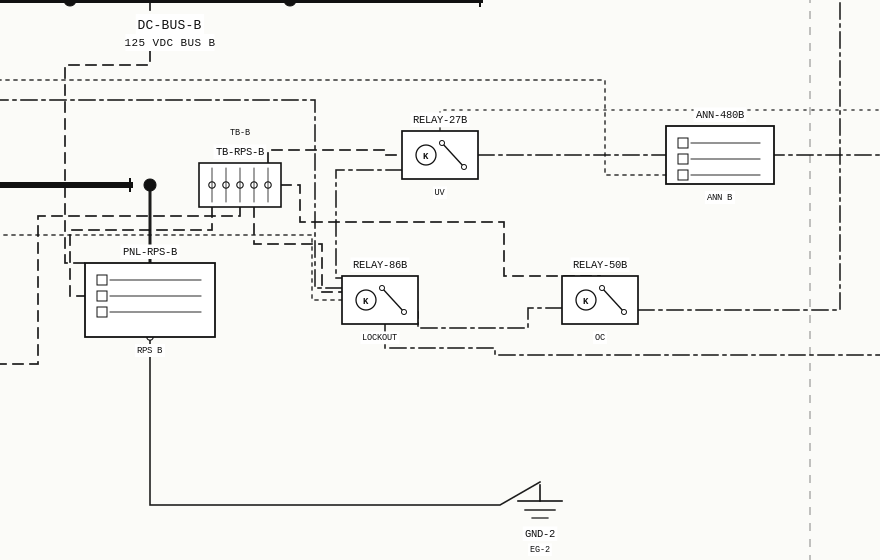 DC-BUS-B
125 VDC BUS B
TB-B
TB-RPS-B
RELAY-27B
K
UV
ANN-480B
ANN B
PNL-RPS-B
RPS B
RELAY-86B
K
LOCKOUT
RELAY-50B
K
OC
GND-2
EG-2